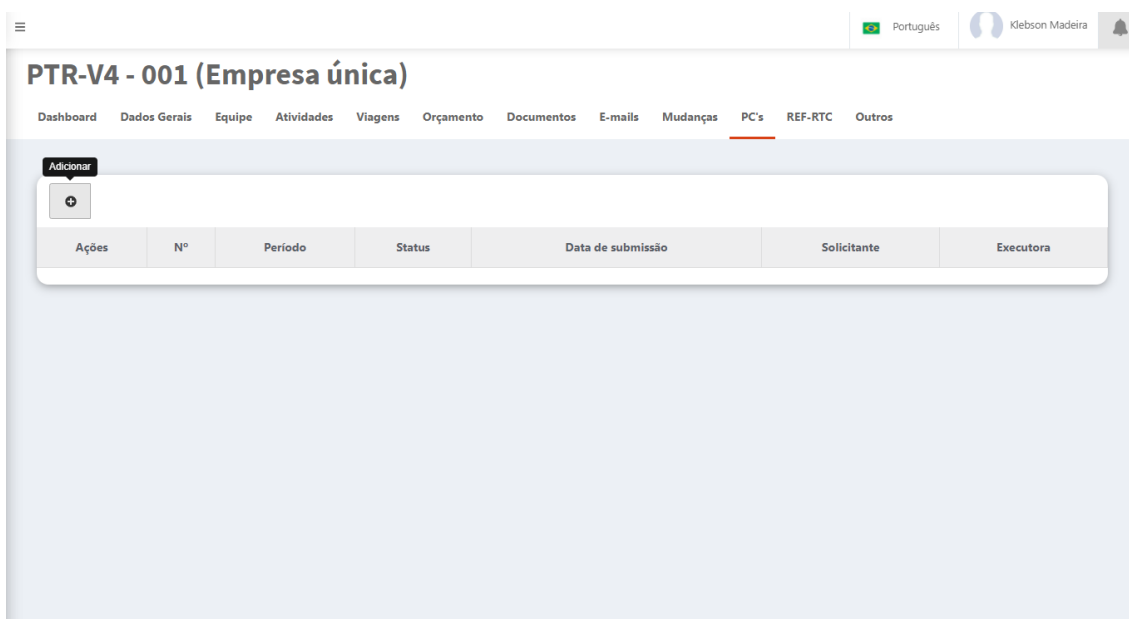 Português Klebson Madeira
PTR-V4 - 001 (Empresa única)
Dashboard Dados Gerais Equipe Atividades Viagens Orçamento Documentos E-mails Mudanças PC's REF-RTC Outros
Adicionar
Ações Nº Período Status Data de submissão Solicitante Executora